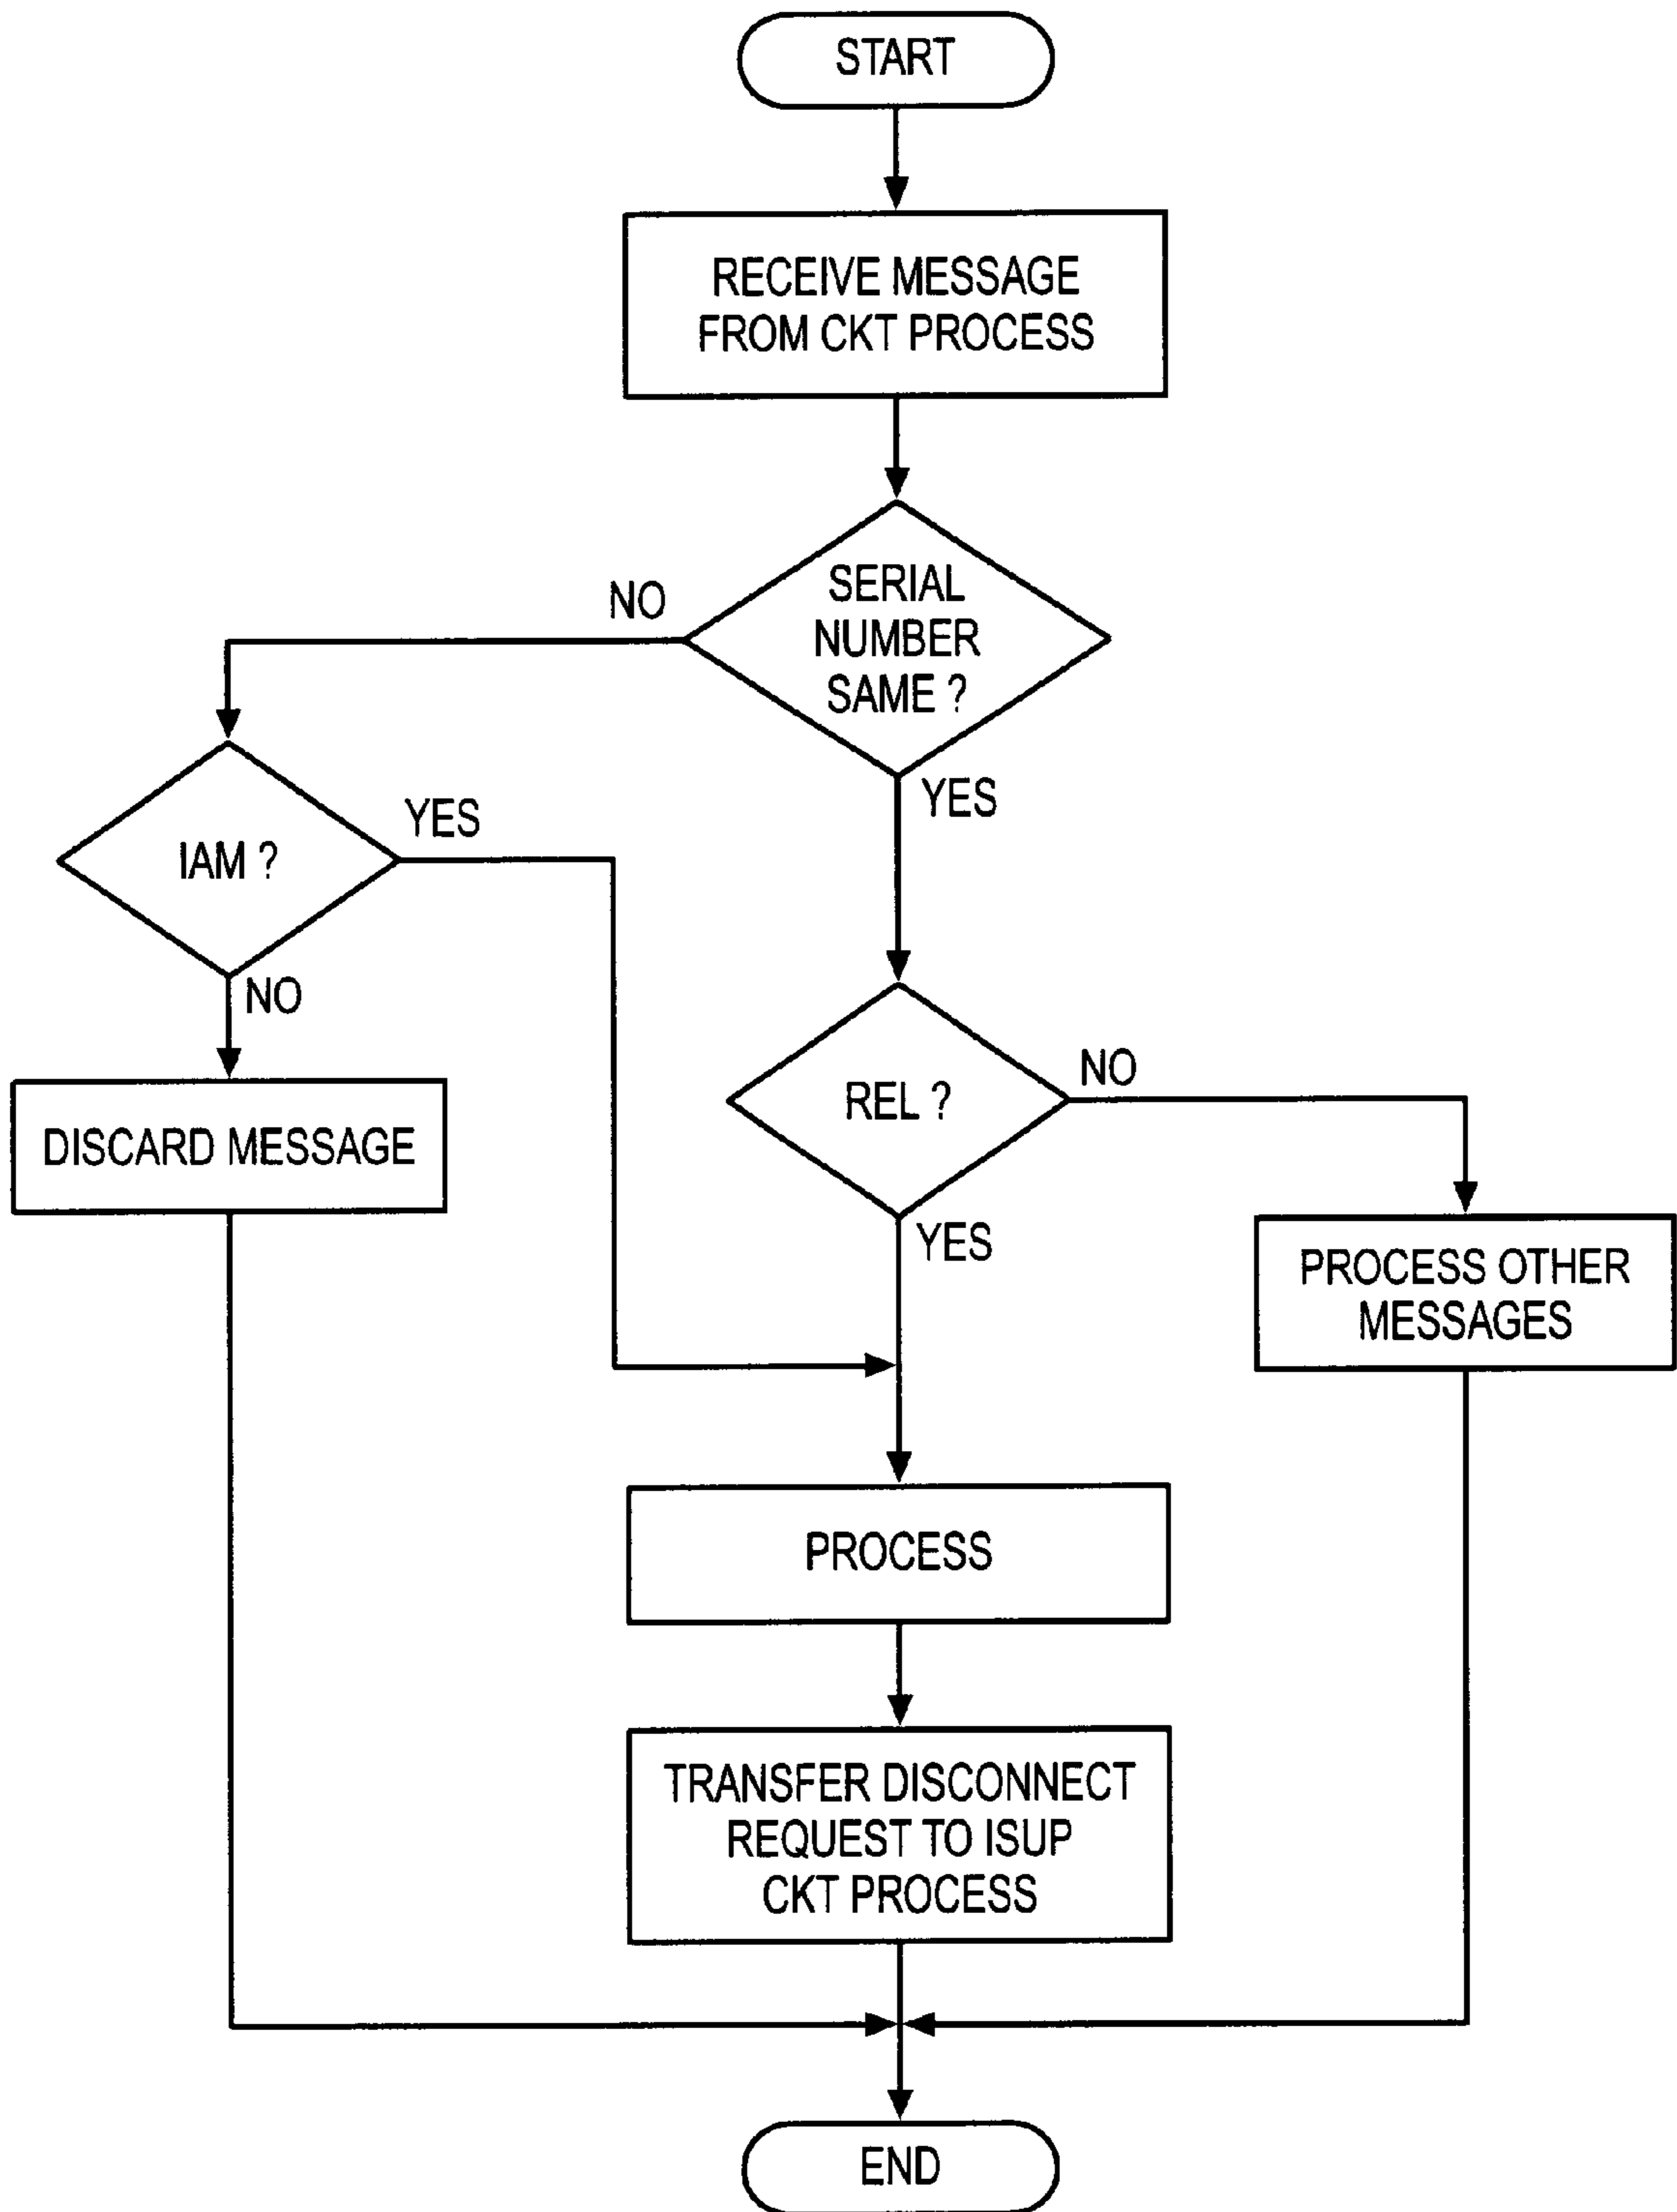 START
RECEIVE MESSAGE
FROM CKT PROCESS
SERIAL
NUMBER
SAME ?
NO
YES
IAM ?
YES
NO
DISCARD MESSAGE
REL ?
NO
YES
PROCESS OTHER
MESSAGES
PROCESS
TRANSFER DISCONNECT
REQUEST TO ISUP
CKT PROCESS
END